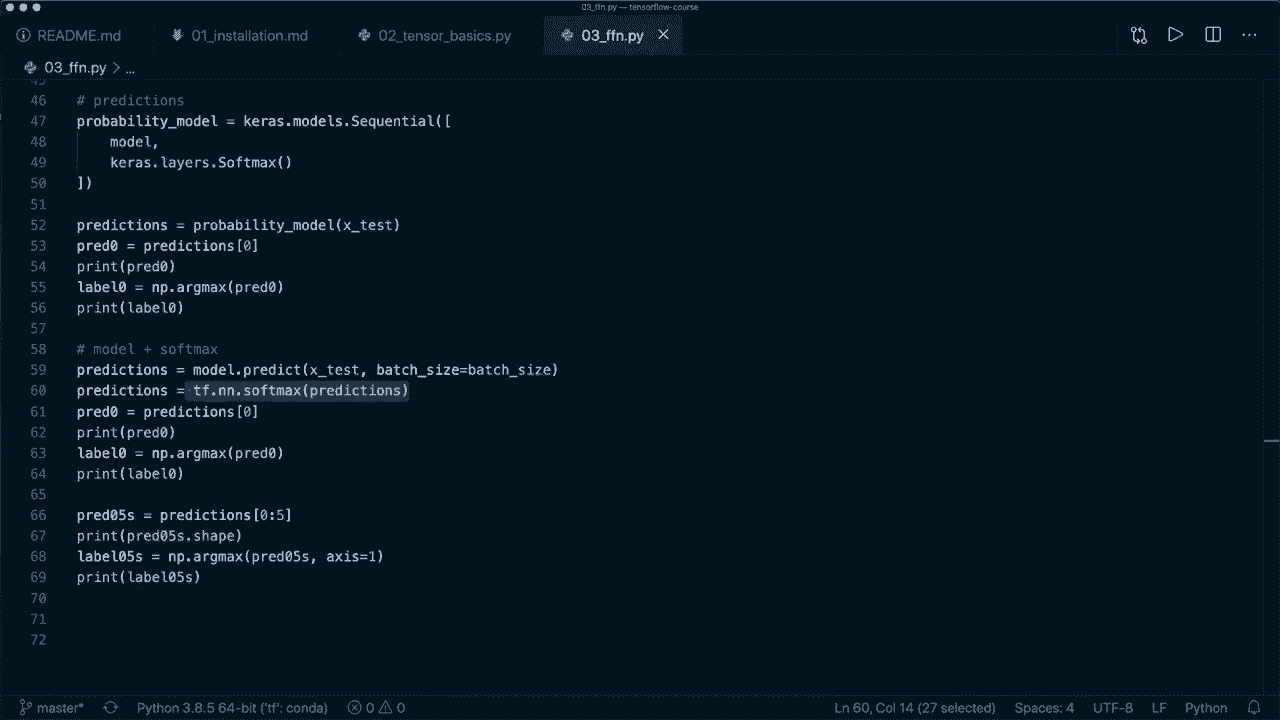 03_ffn.py — tensorflow-course
README.md 01_installation.md 02_tensor_basics.py 03_ffn.py
03_ffn.py > ...
45
46 # predictions
47 probability_model = keras.models.Sequential([
48 model,
49 keras.layers.Softmax()
50 ])
51
52 predictions = probability_model(x_test)
53 pred0 = predictions[0]
54 print(pred0)
55 label0 = np.argmax(pred0)
56 print(label0)
57
58 # model + softmax
59 predictions = model.predict(x_test, batch_size=batch_size)
60 predictions = tf.nn.softmax(predictions)
61 pred0 = predictions[0]
62 print(pred0)
63 label0 = np.argmax(pred0)
64 print(label0)
65
66 pred05s = predictions[0:5]
67 print(pred05s.shape)
68 label05s = np.argmax(pred05s, axis=1)
69 print(label05s)
70
71
72
master* Python 3.8.5 64-bit ('tf': conda) 0 0 Ln 60, Col 14 (27 selected) Spaces: 4 UTF-8 LF Python